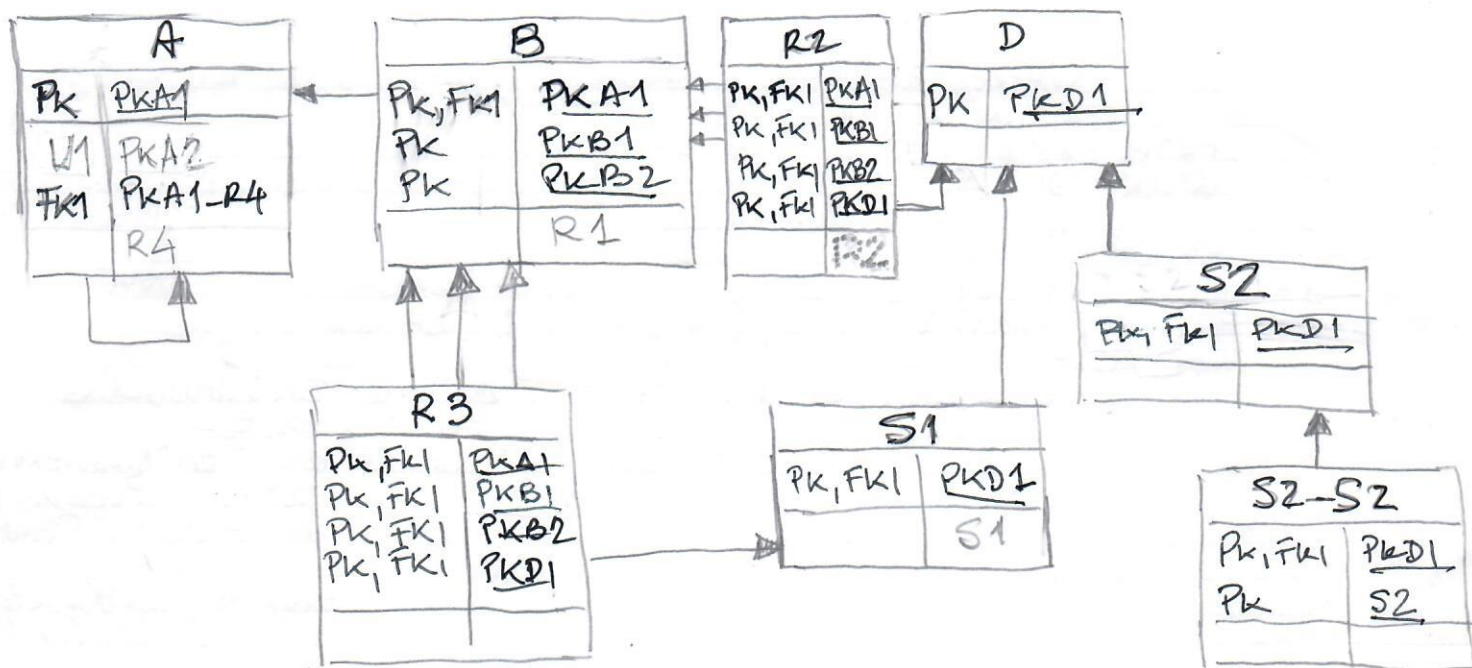 A
PK PKA1
U1 PKA2
FK1 PKA1_R4
R4
B
PK, FK1 PKA1
PK PKB1
PK PKB2
R1
R2
PK, FK1 PKA1
PK, FK1 PKB1
PK, FK1 PKB2
PK, FK1 PKD1
R2
D
PK PKD1
S2
PK, FK1 PKD1
R3
PK, FK1 PKA1
PK, FK1 PKB1
PK, FK1 PKB2
PK, FK1 PKD1
S1
PK, FK1 PKD1
S1
S2-S2
PK, FK1 PKD1
PK S2